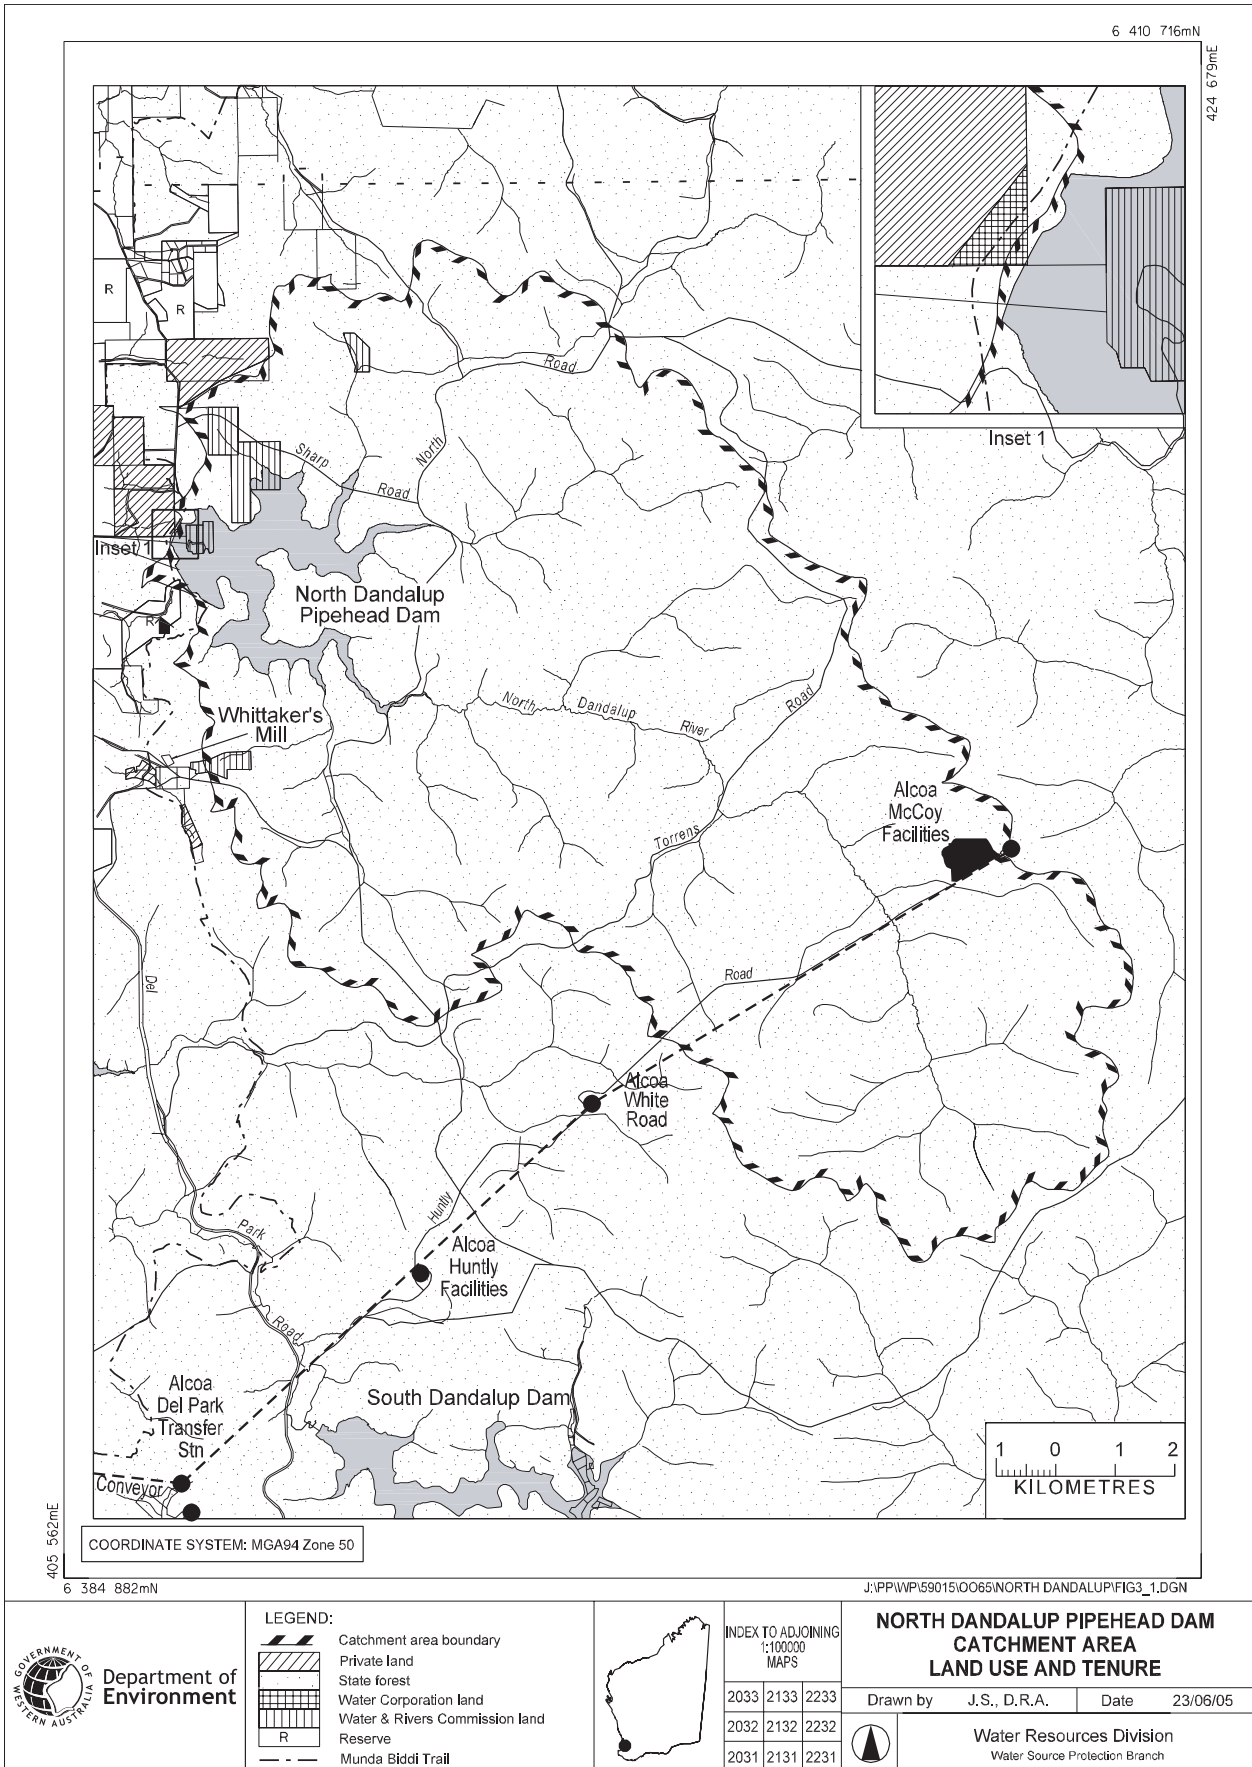 6 410 716mN
424 679mE
R
R
Inset 1
Road
North
Sharp
Road
Inset 1
North Dandalup
Pipehead Dam
R
North Dandalup River
Road
Whittaker's
Mill
Alcoa
McCoy
Facilities
Torrens
Del
Road
Alcoa
White
Road
Huntly
Park
Alcoa
Huntly
Facilities
Road
Alcoa
Del Park
Transfer
Stn
South Dandalup Dam
Conveyor
1 0 1 2
KILOMETRES
405 562mE
COORDINATE SYSTEM: MGA94 Zone 50
6 384 882mN
J:\PP\WP\59015\OO65\NORTH DANDALUP\FIG3_1.DGN
GOVERNMENT OF
WESTERN AUSTRALIA
Department of
Environment
LEGEND:
Catchment area boundary
Private land
State forest
Water Corporation land
Water & Rivers Commission land
R Reserve
Munda Biddi Trail
INDEX TO ADJOINING
1:100000
MAPS
2033 2133 2233
2032 2132 2232
2031 2131 2231
NORTH DANDALUP PIPEHEAD DAM
CATCHMENT AREA
LAND USE AND TENURE
Drawn by J.S., D.R.A. Date 23/06/05
Water Resources Division
Water Source Protection Branch